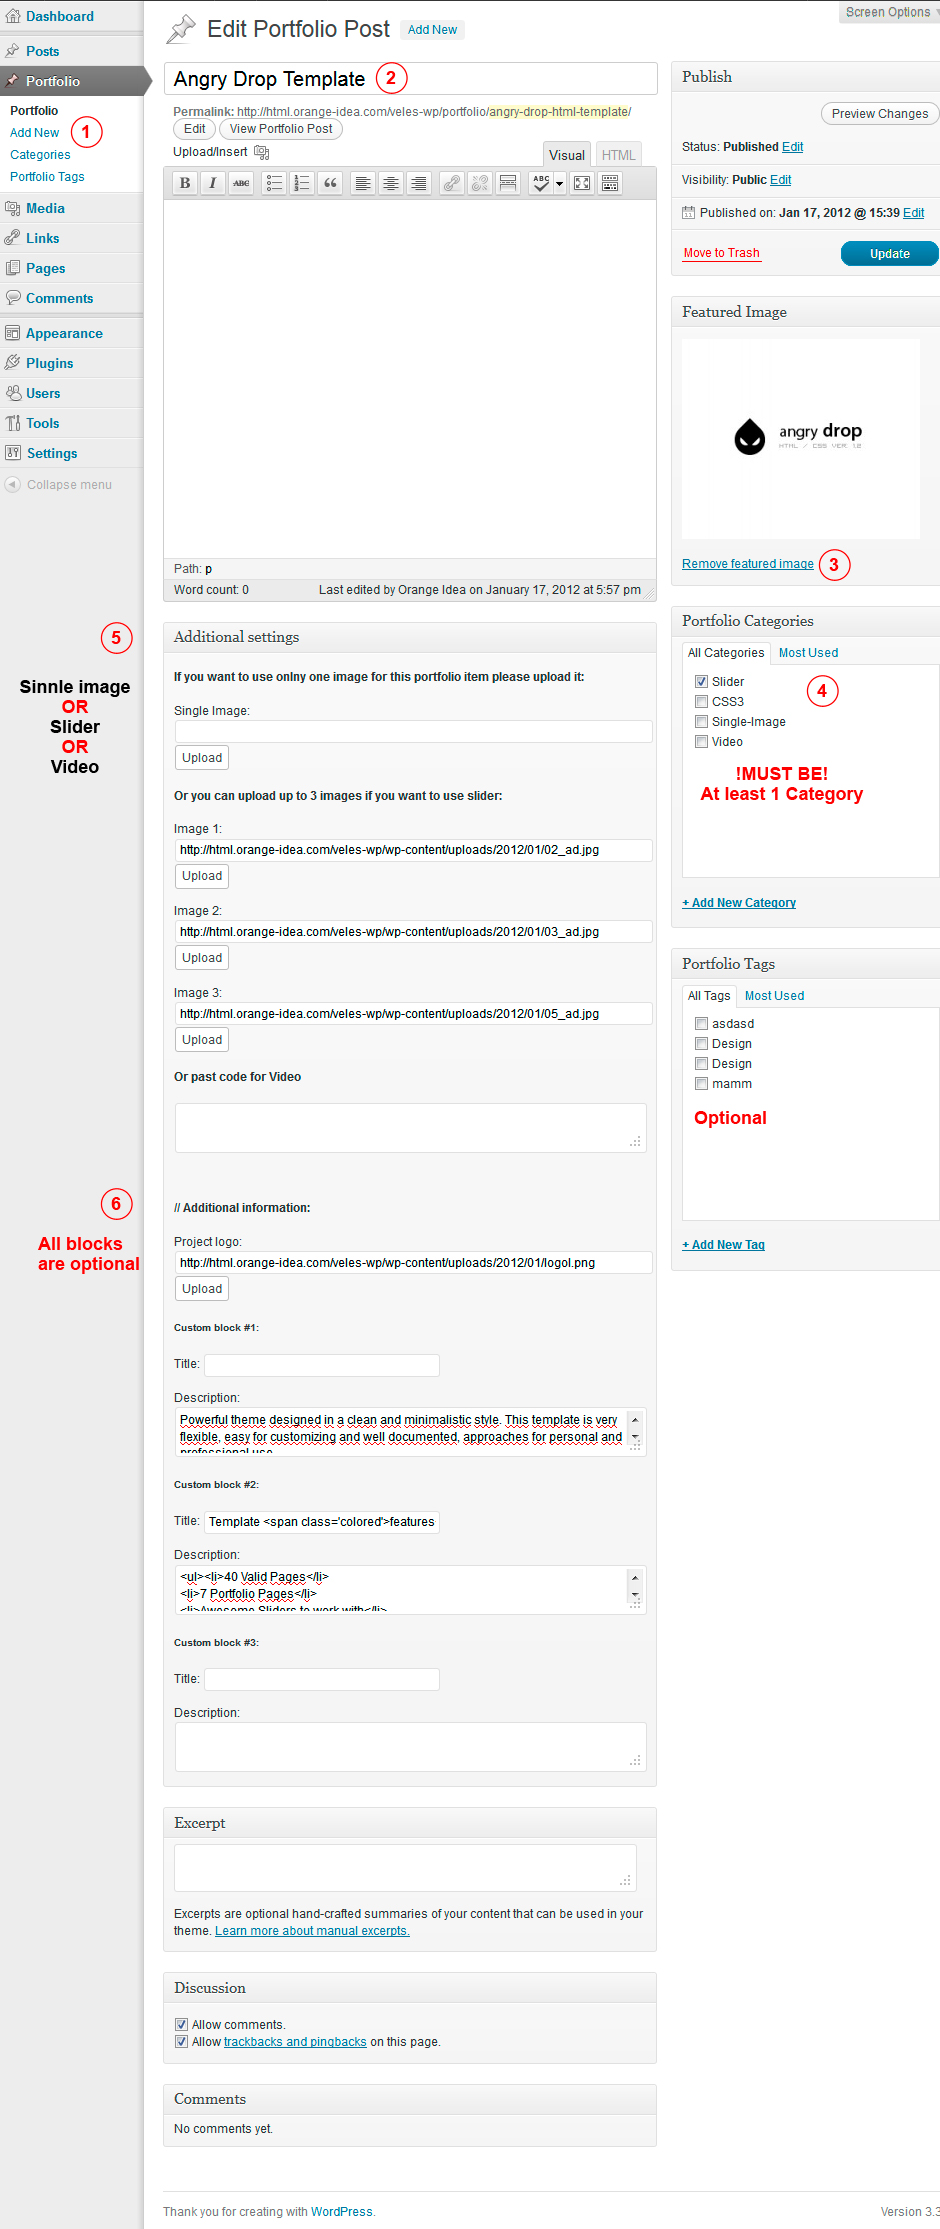 Screen Options
Dashboard
Posts
Portfolio
Portfolio
Add New
1
Categories
Portfolio Tags
Media
Links
Pages
Comments
Appearance
Plugins
Users
Tools
Settings
Collapse menu
Edit Portfolio Post Add New
Angry Drop Template 2
Permalink: http://html.orange-idea.com/veles-wp/portfolio/angry-drop-html-template/
Edit View Portfolio Post
Upload/Insert
Visual HTML
B I ABC ABC
Path: p
Word count: 0 Last edited by Orange Idea on January 17, 2012 at 5:57 pm
Publish
Preview Changes
Status: Published Edit
Visibility: Public Edit
Published on: Jan 17, 2012 @ 15:39 Edit
Move to Trash Update
Featured Image
angry drop
HTML / CSS VER. 1.2
Remove featured image 3
Portfolio Categories
All Categories Most Used
Slider
CSS3
Single-Image
Video
4
!MUST BE!
At least 1 Category
+ Add New Category
Portfolio Tags
All Tags Most Used
asdasd
Design
Design
mamm
Optional
+ Add New Tag
5
Sinnle image
OR
Slider
OR
Video
Additional settings
If you want to use onlny one image for this portfolio item please upload it:
Single Image:
Upload
Or you can upload up to 3 images if you want to use slider:
Image 1:
http://html.orange-idea.com/veles-wp/wp-content/uploads/2012/01/02_ad.jpg
Upload
Image 2:
http://html.orange-idea.com/veles-wp/wp-content/uploads/2012/01/03_ad.jpg
Upload
Image 3:
http://html.orange-idea.com/veles-wp/wp-content/uploads/2012/01/05_ad.jpg
Upload
Or past code for Video
6
All blocks
are optional
// Additional information:
Project logo:
http://html.orange-idea.com/veles-wp/wp-content/uploads/2012/01/logol.png
Upload
Custom block #1:
Title:
Description:
Powerful theme designed in a clean and minimalistic style. This template is very
flexible, easy for customizing and well documented, approaches for personal and
professional use
Custom block #2:
Title: Template <span class='colored'>features
Description:
<ul><li>40 Valid Pages</li>
<li>7 Portfolio Pages</li>
<li>Awesome Sliders to work with</li>
Custom block #3:
Title:
Description:
Excerpt
Excerpts are optional hand-crafted summaries of your content that can be used in your
theme. Learn more about manual excerpts.
Discussion
Allow comments.
Allow trackbacks and pingbacks on this page.
Comments
No comments yet.
Thank you for creating with WordPress.
Version 3.3